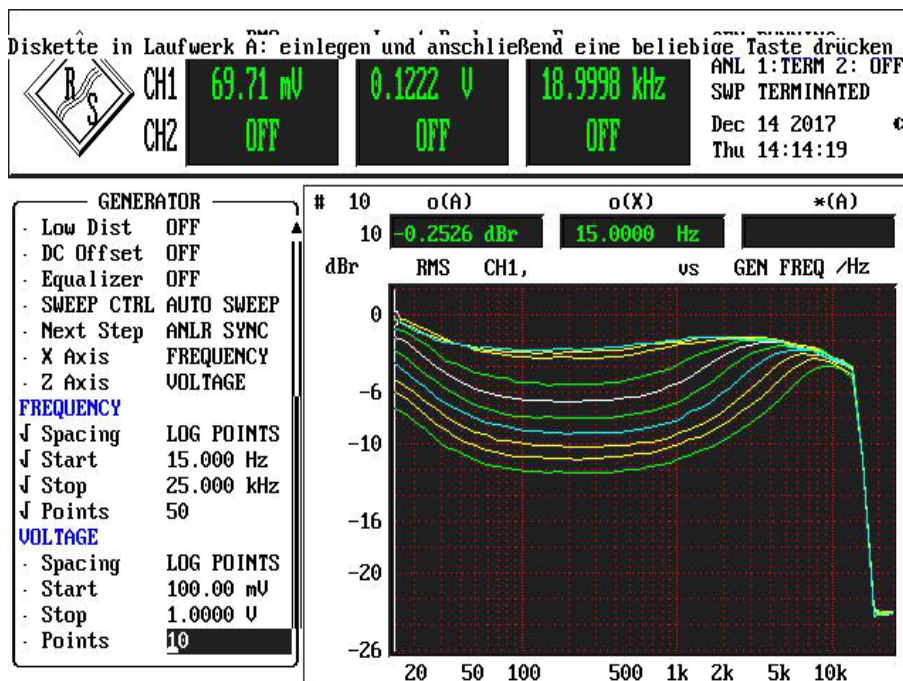 Diskette in Laufwerk A: einlegen und anschließend eine beliebige Taste drücken
R S
CH1 69.71 mV 0.1222 V 18.9998 kHz
CH2 OFF OFF OFF
ANL 1:TERM 2: OFF
SWP TERMINATED
Dec 14 2017
Thu 14:14:19
GENERATOR
Low Dist OFF
DC Offset OFF
Equalizer OFF
SWEEP CTRL AUTO SWEEP
Next Step ANLR SYNC
X Axis FREQUENCY
Z Axis VOLTAGE
FREQUENCY
Spacing LOG POINTS
Start 15.000 Hz
Stop 25.000 kHz
Points 50
VOLTAGE
Spacing LOG POINTS
Start 100.00 mV
Stop 1.0000 V
Points 10
# 10 o(A) o(X) *(A)
10 -0.2526 dBr 15.0000 Hz
dBr RMS CH1, vs GEN FREQ /Hz
0
-6
-10
-16
-20
-26
20 50 100 500 1k 2k 5k 10k